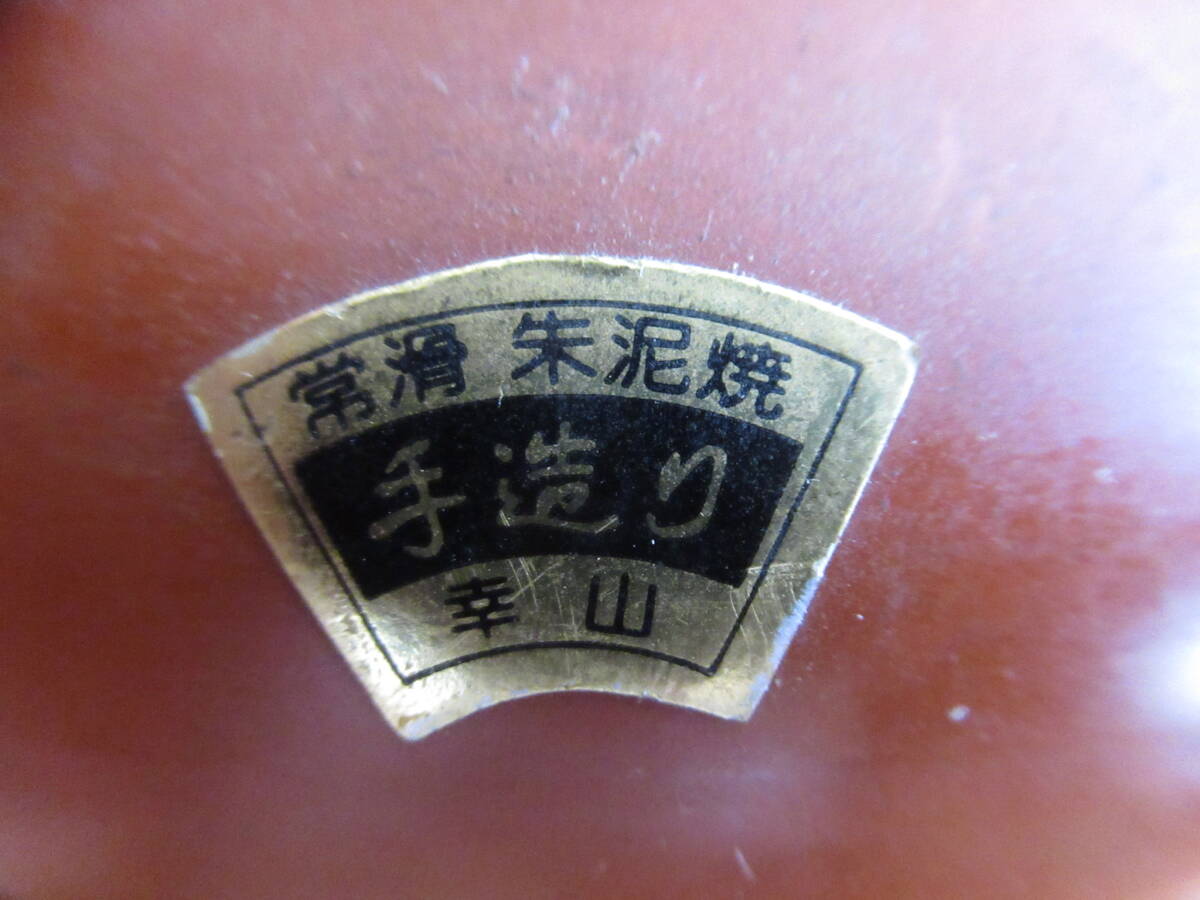 常滑 朱泥焼
手造り
幸山